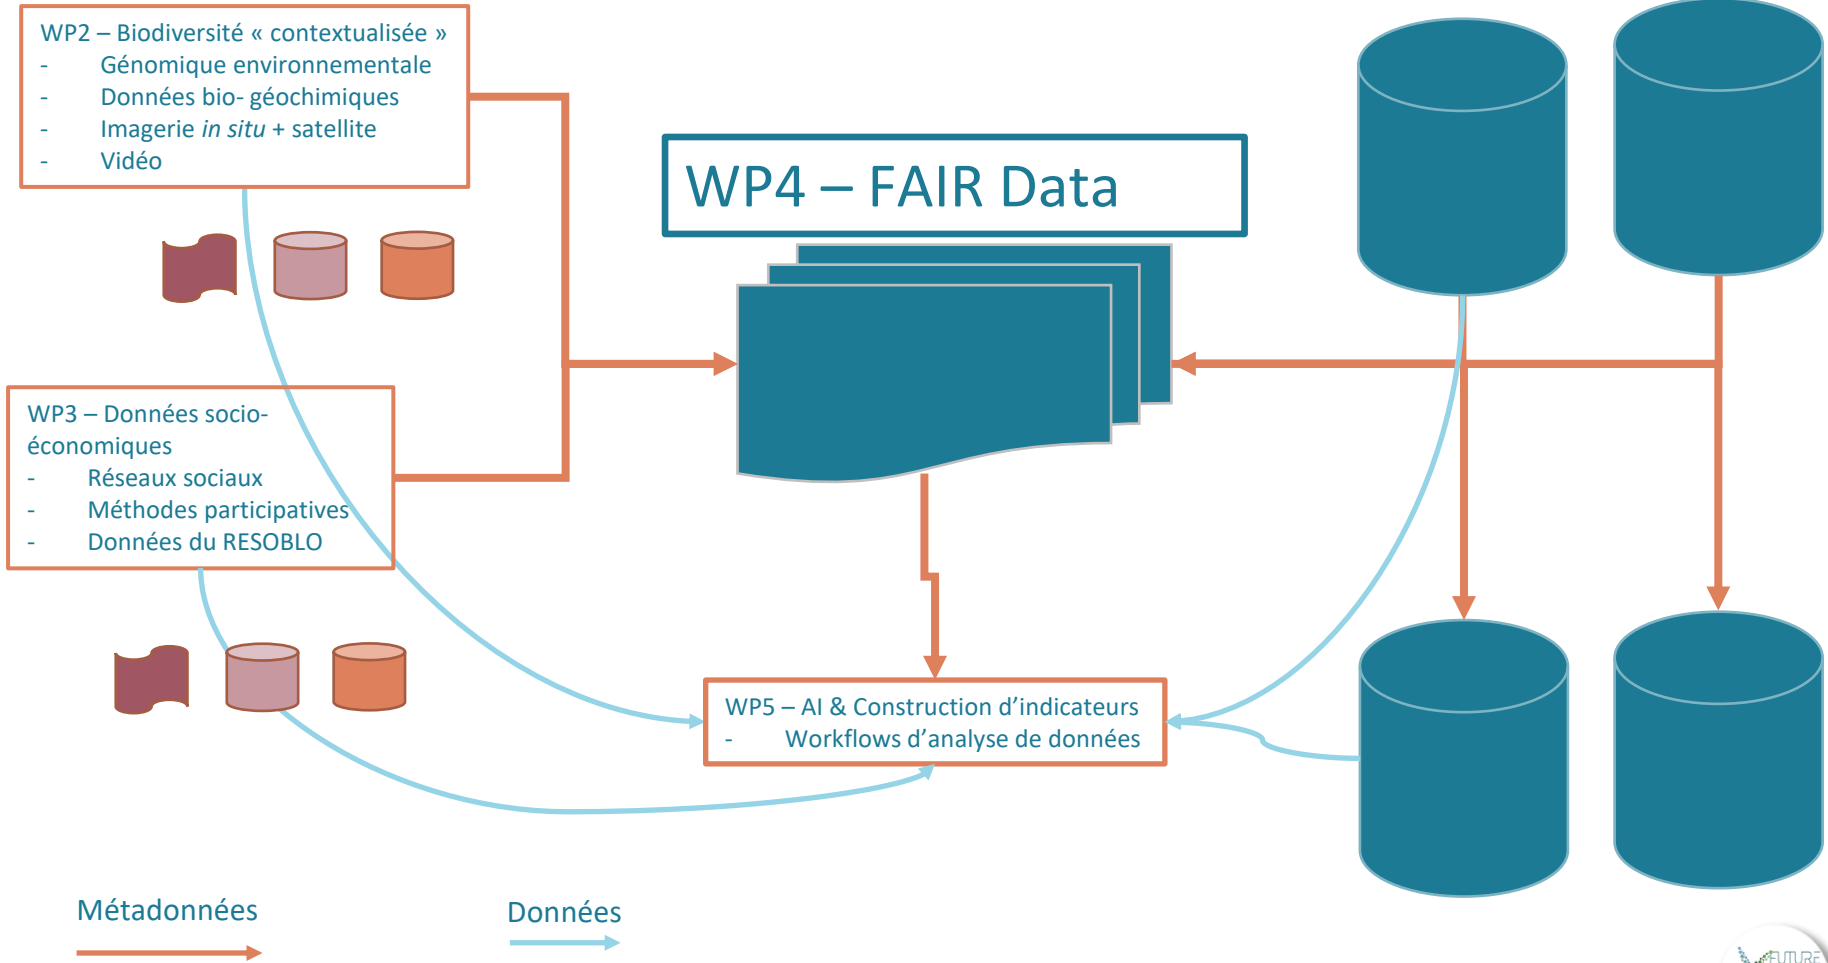 WP2 – Biodiversité « contextualisée »
- Génomique environnementale
- Données bio- géochimiques
- Imagerie in situ + satellite
- Vidéo
WP4 – FAIR Data
WP3 – Données socio-
économiques
- Réseaux sociaux
- Méthodes participatives
- Données du RESOBLO
WP5 – AI & Construction d’indicateurs
- Workflows d’analyse de données
Métadonnées
Données
FUTURE